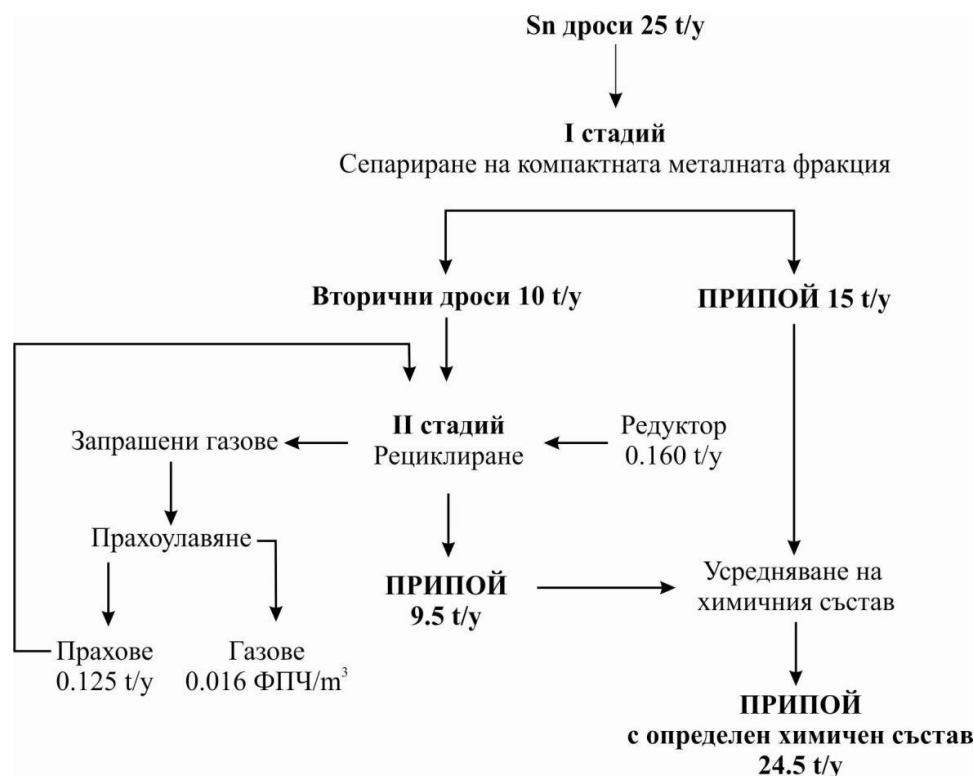 Sn дроси 25 t/y
I стадий
Сепариране на компактната металната фракция
Вторични дроси 10 t/y
ПРИПОЙ 15 t/y
Запрашени газове
II стадий
Рециклиране
Редуктор
0.160 t/y
Прахоулавяне
ПРИПОЙ
9.5 t/y
Усредняване на
химичния състав
Прахове
0.125 t/y
Газове
0.016 ФПЧ/m³
ПРИПОЙ
с определен химичен състав
24.5 t/y